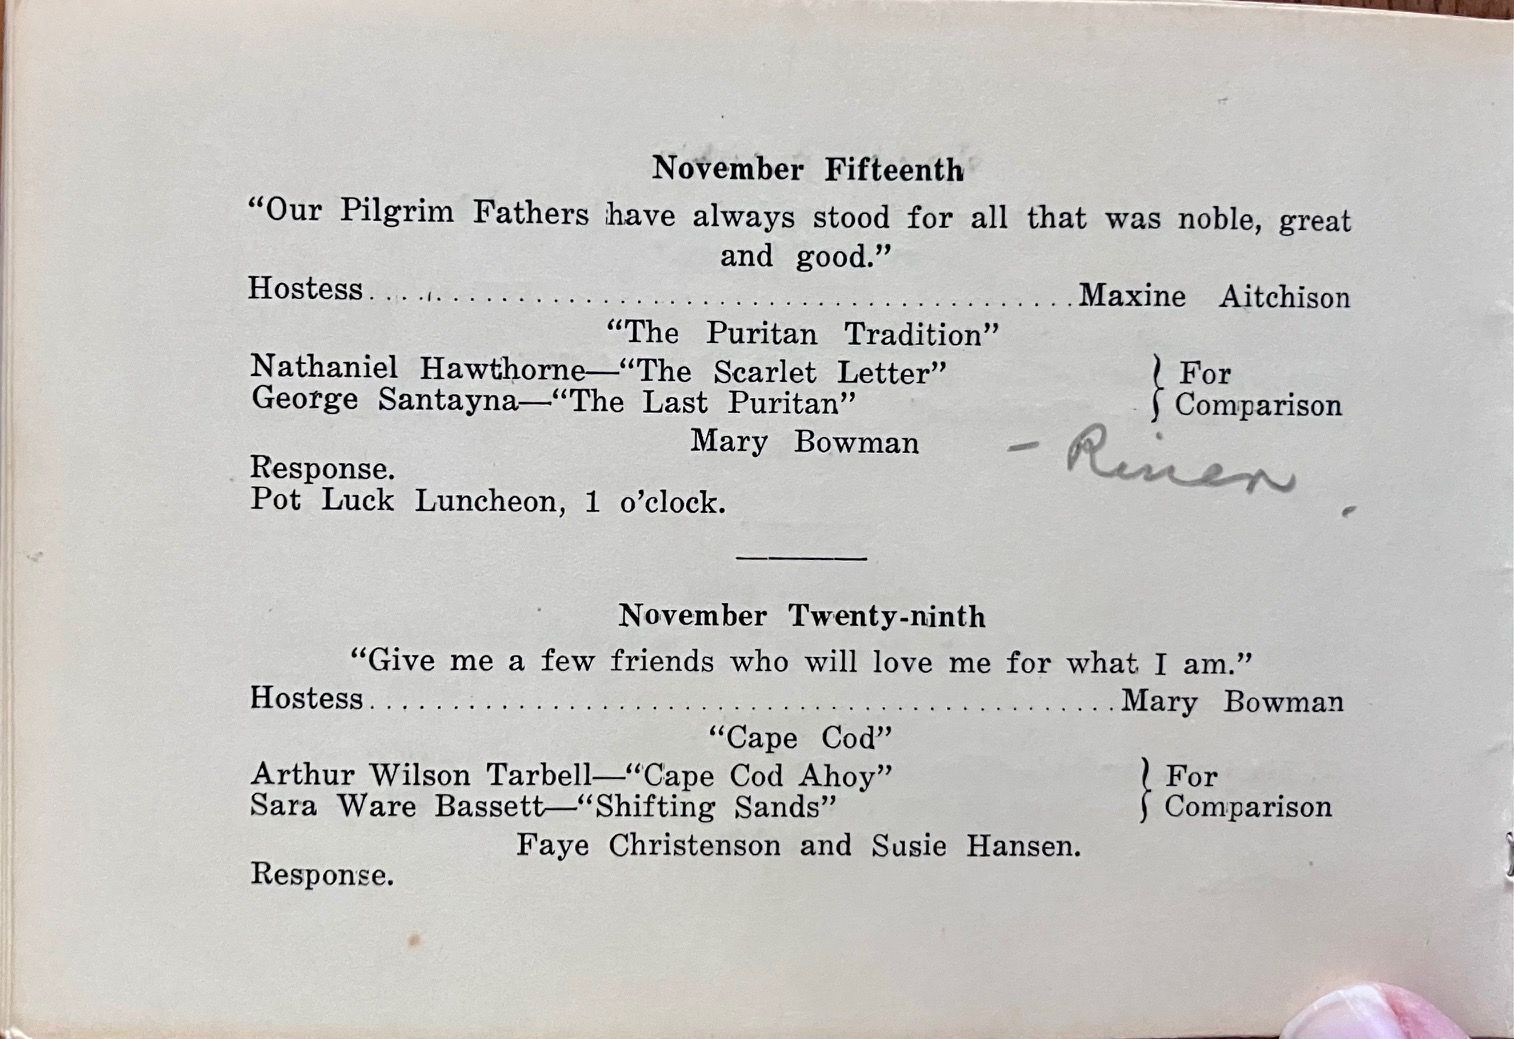 November Fifteenth
“Our Pilgrim Fathers have always stood for all that was noble, great
and good.”
Hostess............................................Maxine Aitchison
“The Puritan Tradition”
Nathaniel Hawthorne—“The Scarlet Letter” } For
George Santayna—“The Last Puritan” } Comparison
Mary Bowman
Response.
Pot Luck Luncheon, 1 o’clock.
November Twenty-ninth
“Give me a few friends who will love me for what I am.”
Hostess.............................................Mary Bowman
“Cape Cod”
Arthur Wilson Tarbell—“Cape Cod Ahoy” } For
Sara Ware Bassett—“Shifting Sands” } Comparison
Faye Christenson and Susie Hansen.
Response.